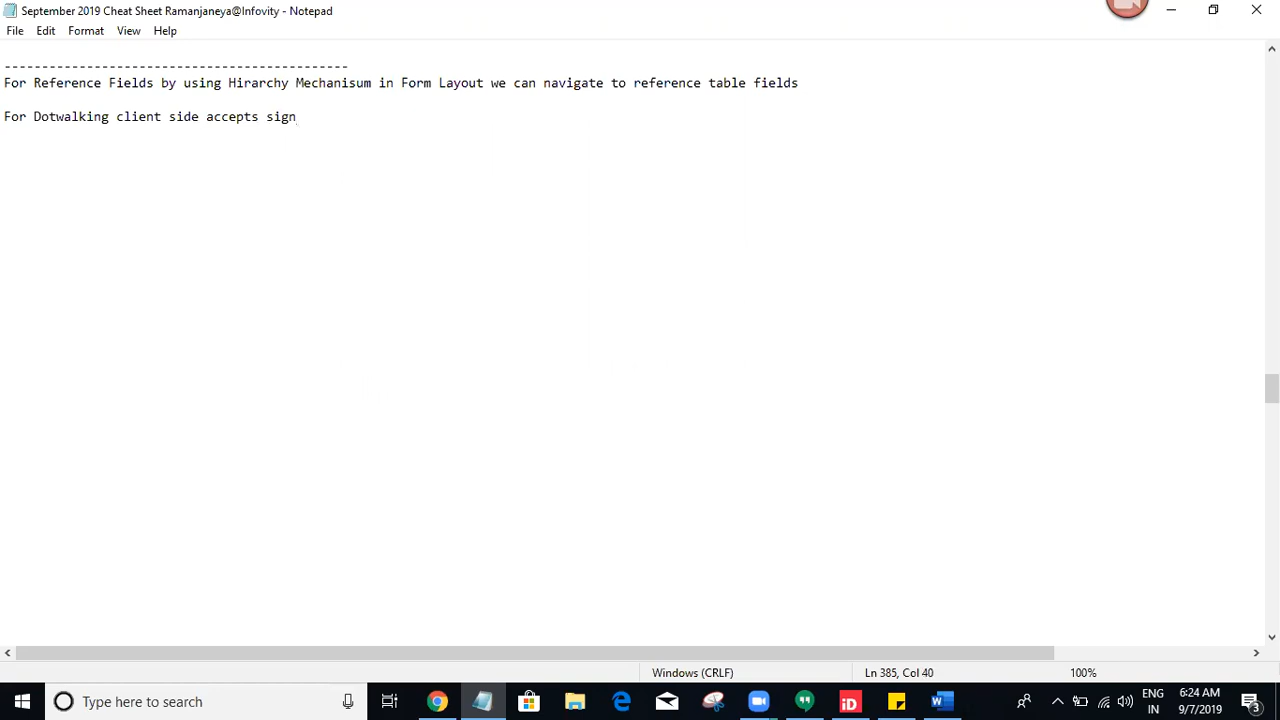 September 2019 Cheat Sheet Ramanjaneya@Infovity - Notepad
File Edit Format View Help
----------------------------------------------
For Reference Fields by using Hirarchy Mechanisum in Form Layout we can navigate to reference table fields
For Dotwalking client side accepts sign
Windows (CRLF) Ln 385, Col 40 100%
Type here to search
ENG
IN
6:24 AM
9/7/2019
3
iD